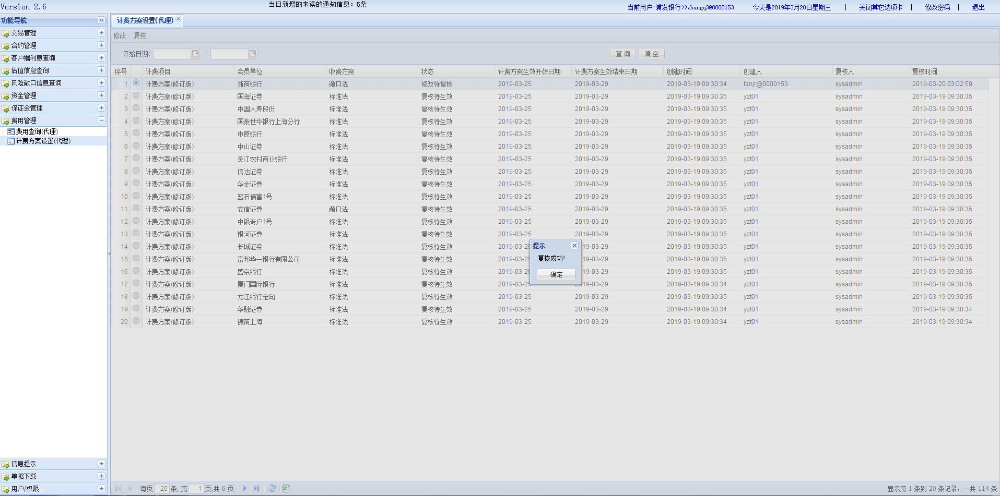 Version 2.6
当日新增的未读的通知信息：5条
当前用户:浦发银行>>zhangq3@0000153 今天是2019年3月20日星期三 | 关闭其它选项卡 | 修改密码 | 退出
功能导航
交易管理
合约管理
客户端利息查询
估值信息查询
风险敞口信息查询
资金管理
保证金管理
费用管理
费用查询(代理)
计费方案设置(代理)
信息提示
单据下载
用户/权限
计费方案设置(代理)
修改 复核
开始日期: - 查询 清空
序号 计费项目 会员单位 收费方案 状态 计费方案生效开始日期 计费方案生效结束日期 创建时间 创建人 复核人 复核时间
1 计费方案(修订版) 浙商银行 敞口法 修改待复核 2019-03-25 2019-03-29 2019-03-19 09:30:34 tanjr@0000153 sysadmin 2019-03-20 03:02:59
2 计费方案(修订版) 国海证券 标准法 复核待生效 2019-03-25 2019-03-29 2019-03-19 09:30:35 yzt01 sysadmin 2019-03-19 09:30:35
3 计费方案(修订版) 中国人寿股份 标准法 复核待生效 2019-03-25 2019-03-29 2019-03-19 09:30:35 yzt01 sysadmin 2019-03-19 09:30:35
4 计费方案(修订版) 国泰世华银行上海分行 标准法 复核待生效 2019-03-25 2019-03-29 2019-03-19 09:30:35 yzt01 sysadmin 2019-03-19 09:30:35
5 计费方案(修订版) 中原银行 标准法 复核待生效 2019-03-25 2019-03-29 2019-03-19 09:30:35 yzt01 sysadmin 2019-03-19 09:30:35
6 计费方案(修订版) 中山证券 标准法 复核待生效 2019-03-25 2019-03-29 2019-03-19 09:30:35 yzt01 sysadmin 2019-03-19 09:30:35
7 计费方案(修订版) 吴江农村商业银行 标准法 复核待生效 2019-03-25 2019-03-29 2019-03-19 09:30:35 yzt01 sysadmin 2019-03-19 09:30:35
8 计费方案(修订版) 信达证券 标准法 复核待生效 2019-03-25 2019-03-29 2019-03-19 09:30:35 yzt01 sysadmin 2019-03-19 09:30:35
9 计费方案(修订版) 华金证券 标准法 复核待生效 2019-03-25 2019-03-29 2019-03-19 09:30:35 yzt01 sysadmin 2019-03-19 09:30:35
10 计费方案(修订版) 蓝石债富1号 标准法 复核待生效 2019-03-25 2019-03-29 2019-03-19 09:30:35 yzt01 sysadmin 2019-03-19 09:30:35
11 计费方案(修订版) 安信证券 敞口法 复核待生效 2019-03-25 2019-03-29 2019-03-19 09:30:35 yzt01 sysadmin 2019-03-19 09:30:35
12 计费方案(修订版) 中银专户1号 标准法 复核待生效 2019-03-25 2019-03-29 2019-03-19 09:30:35 yzt01 sysadmin 2019-03-19 09:30:35
13 计费方案(修订版) 银河证券 标准法 复核待生效 2019-03-25 2019-03-29 2019-03-19 09:30:35 yzt01 sysadmin 2019-03-19 09:30:35
14 计费方案(修订版) 长城证券 标准法 复核待生效 2019-03-25 19-03-29 2019-03-19 09:30:35 yzt01 sysadmin 2019-03-19 09:30:35
15 计费方案(修订版) 富邦华一银行有限公司 标准法 复核待生效 2019-03-25 19-03-29 2019-03-19 09:30:35 yzt01 sysadmin 2019-03-19 09:30:35
16 计费方案(修订版) 盛京银行 标准法 复核待生效 2019-03-25 19-03-29 2019-03-19 09:30:35 yzt01 sysadmin 2019-03-19 09:30:35
17 计费方案(修订版) 厦门国际银行 标准法 复核待生效 2019-03-25 2019-03-29 2019-03-19 09:30:34 yzt01 sysadmin 2019-03-19 09:30:35
18 计费方案(修订版) 龙江银行定向 标准法 复核待生效 2019-03-25 2019-03-29 2019-03-19 09:30:35 yzt01 sysadmin 2019-03-19 09:30:35
19 计费方案(修订版) 华融证券 标准法 复核待生效 2019-03-25 2019-03-29 2019-03-19 09:30:34 yzt01 sysadmin 2019-03-19 09:30:34
20 计费方案(修订版) 德商上海 标准法 复核待生效 2019-03-25 2019-03-29 2019-03-19 09:30:34 yzt01 sysadmin 2019-03-19 09:30:34
提示
复核成功!
确定
每页 20 条, 第 1 页,共 6 页
显示第 1 条到 20 条记录，一共 114 条